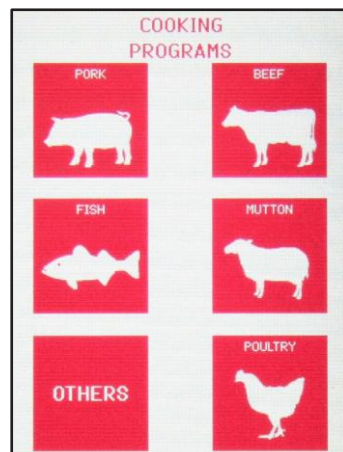 COOKING
PROGRAMS
PORK
BEEF
FISH
MUTTON
OTHERS
POULTRY